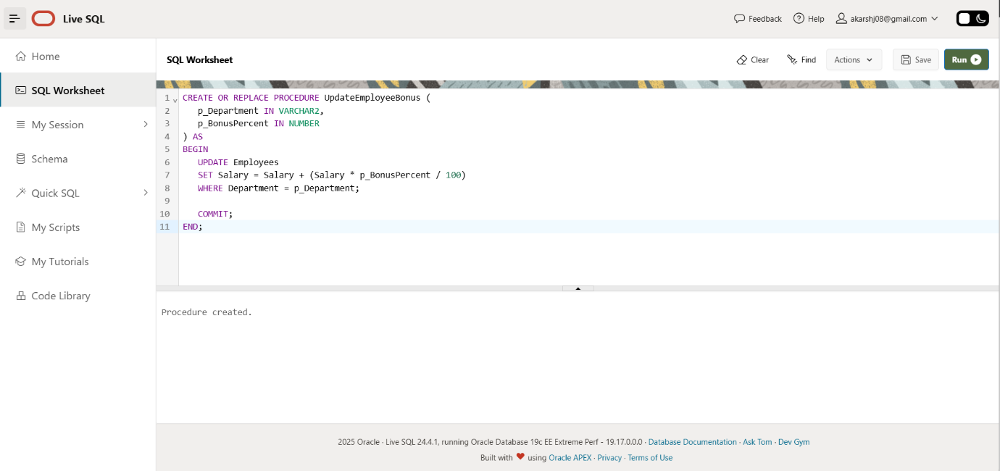 Live SQL
Feedback
Help
akarshj08@gmail.com
Home
SQL Worksheet
My Session
Schema
Quick SQL
My Scripts
My Tutorials
Code Library
SQL Worksheet
Clear
Find
Actions
Save
Run
1 CREATE OR REPLACE PROCEDURE UpdateEmployeeBonus (
2 p_Department IN VARCHAR2,
3 p_BonusPercent IN NUMBER
4 ) AS
5 BEGIN
6 UPDATE Employees
7 SET Salary = Salary + (Salary * p_BonusPercent / 100)
8 WHERE Department = p_Department;
9
10 COMMIT;
11 END;
Procedure created.
2025 Oracle · Live SQL 24.4.1, running Oracle Database 19c EE Extreme Perf - 19.17.0.0.0 · Database Documentation · Ask Tom · Dev Gym
Built with ❤ using Oracle APEX · Privacy · Terms of Use